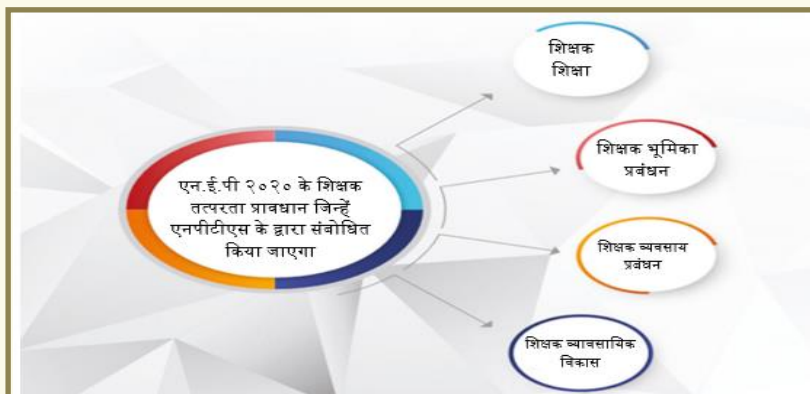 एन.ई.पी २०२० के शिक्षक
तत्परता प्रावधान जिन्हें
एनपीटीएस के द्वारा संबोधित
किया जाएगा
शिक्षक
शिक्षा
शिक्षक भूमिका
प्रबंधन
शिक्षक व्यवसाय
प्रबंधन
शिक्षक व्यावसायिक
विकास